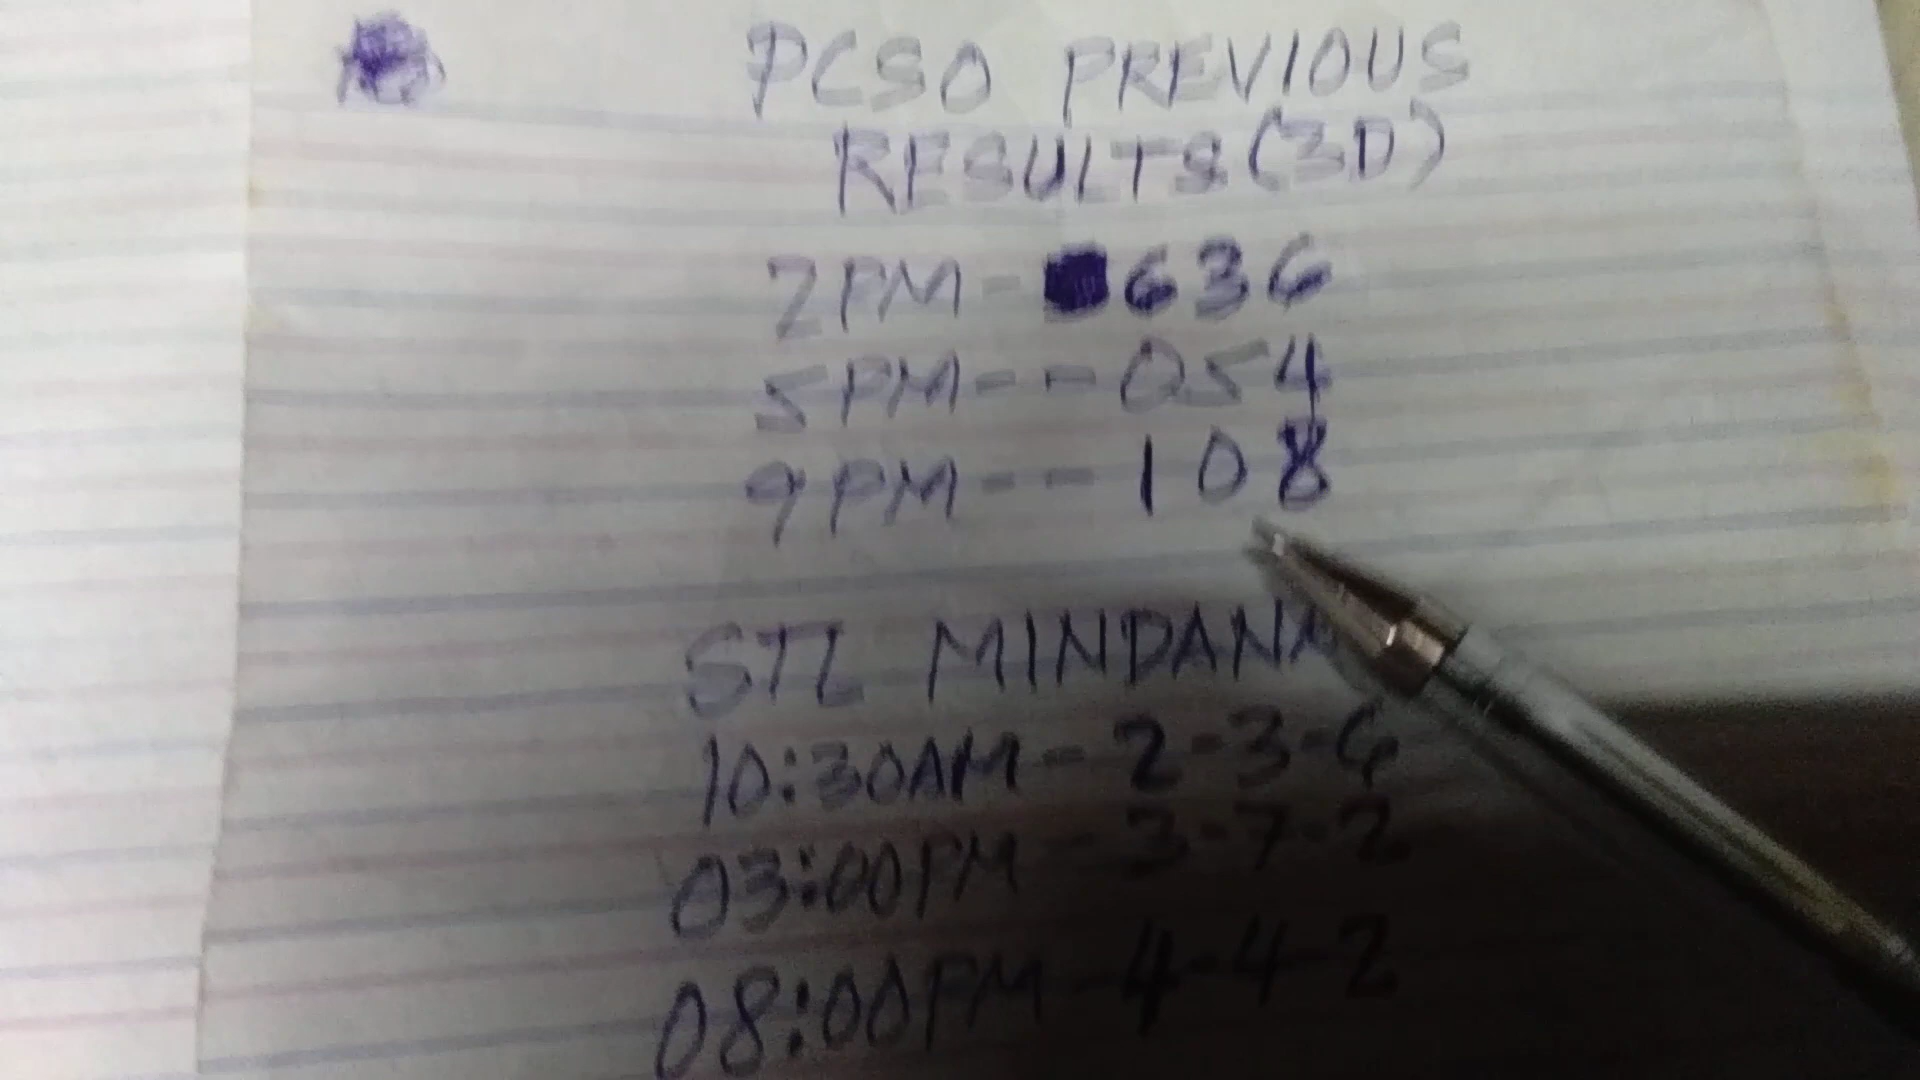 PCSO PREVIOUS
RESULTS (3D)
2PM - 636
5PM - - 054
9PM - - 108
STL MINDANA
10:30AM - 2-3-6
03:00PM - 3-7-2
08:00PM - 4-4-2